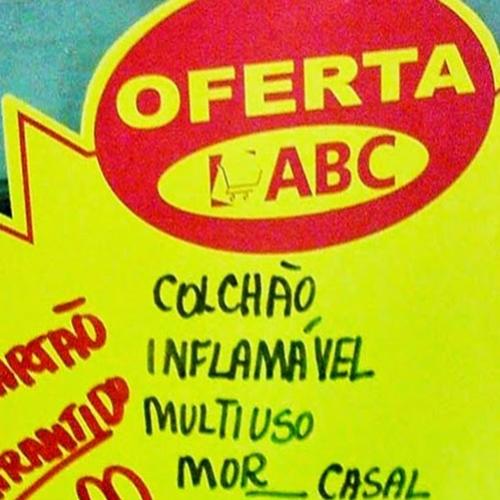 OFERTA
ABC
COLCHÃO
INFLAMÁVEL
MULTIUSO
MOR CASAL